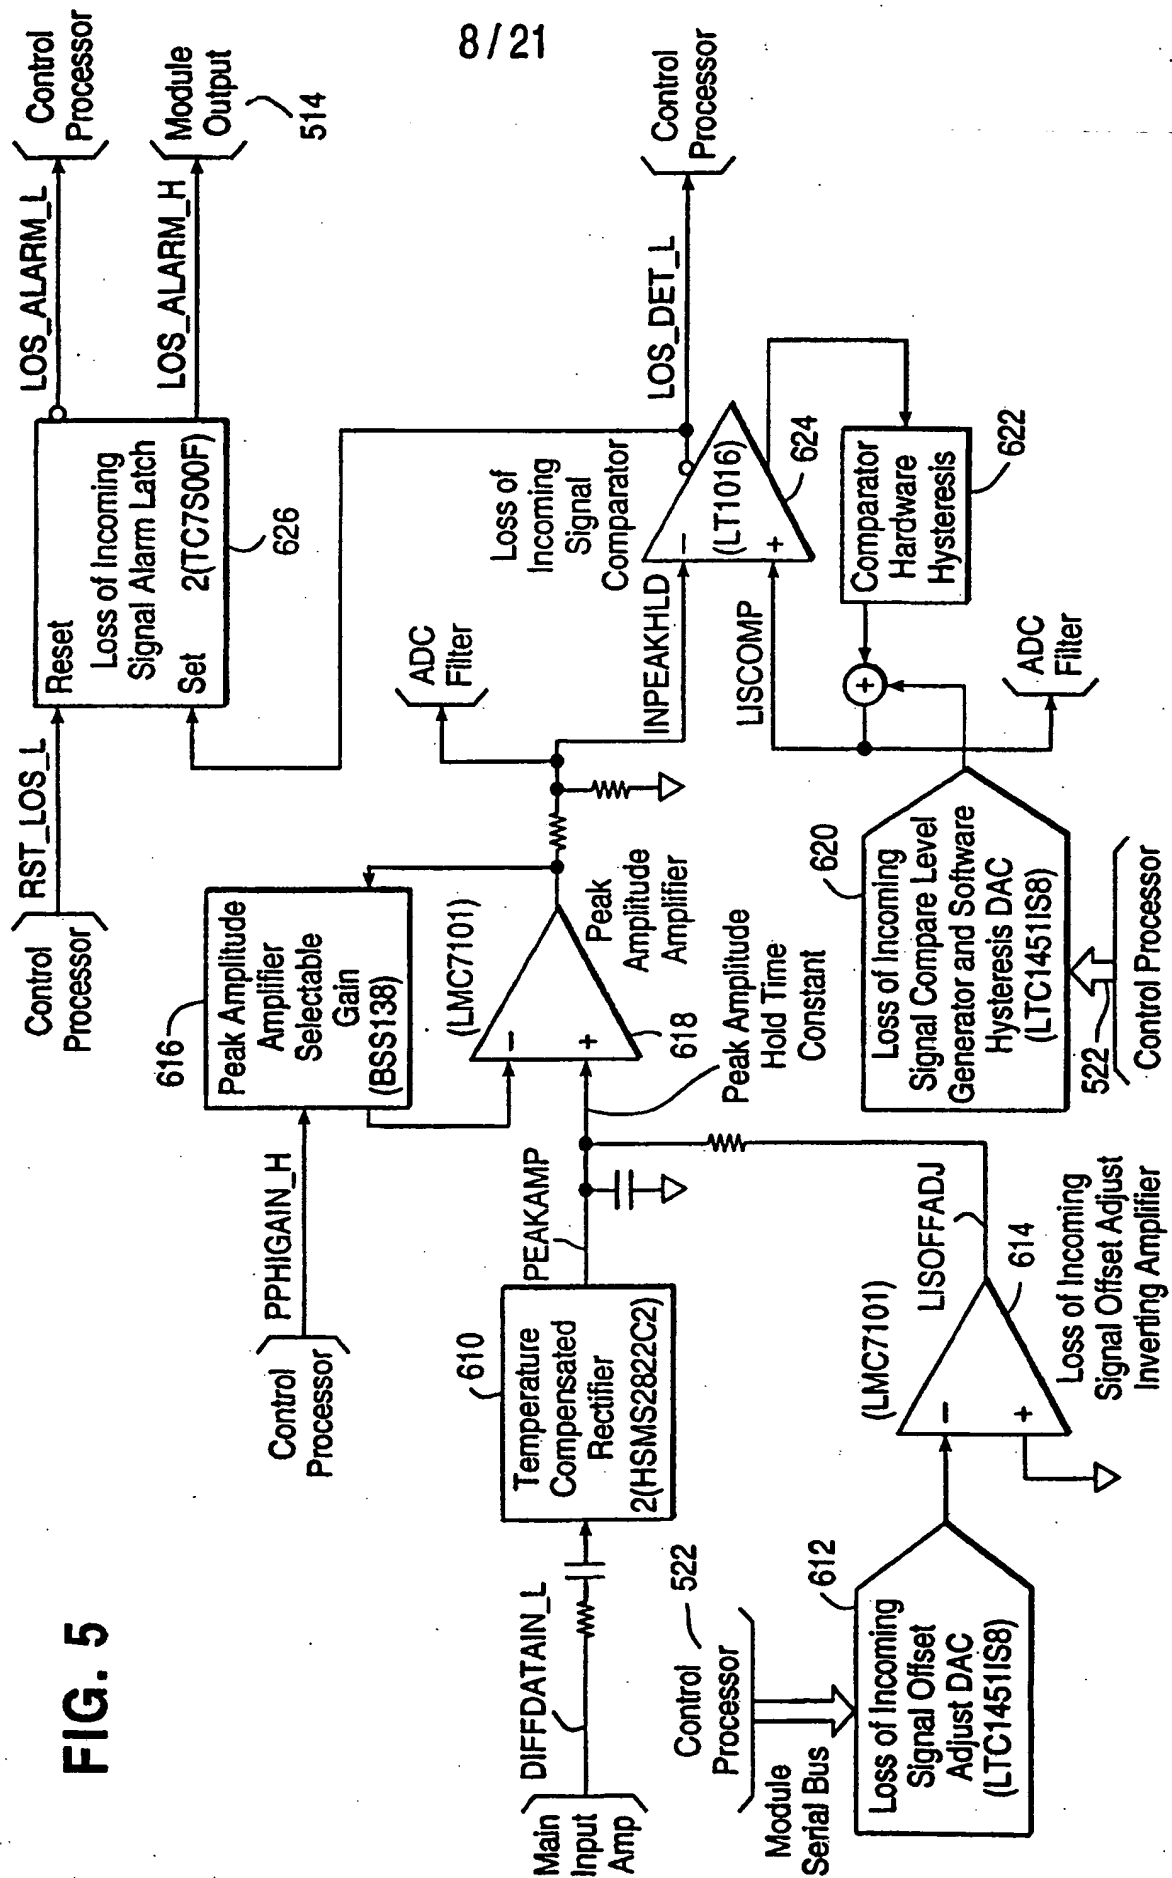 8/21
FIG. 5
Control
Processor
RST_LOS_L
Reset
Loss of Incoming
Signal Alarm Latch
Set 2(TC7S00F)
626
LOS_ALARM_L
Control
Processor
LOS_ALARM_H
Module
Output
514
Control
Processor
PPHIGAIN_H
616
Peak Amplitude
Amplifier
Selectable
Gain
(BSS138)
(LMC7101)
−
+
618
Peak
Amplitude
Amplifier
Peak Amplitude
Hold Time
Constant
ADC
Filter
INPEAKHLD
Loss of
Incoming
Signal
Comparator
−
(LT1016)
+
624
LOS_DET_L
Control
Processor
LISCOMP
Comparator
Hardware
Hysteresis
622
+
ADC
Filter
Main
Input
Amp
DIFFDATAIN_L
610
Temperature
Compensated
Rectifier
2(HSMS2822C2)
PEAKAMP
Control
Processor
522
Module
Serial Bus
612
Loss of Incoming
Signal Offset
Adjust DAC
(LTC1451IS8)
(LMC7101)
−
+
LISOFFADJ
614
Loss of Incoming
Signal Offset Adjust
Inverting Amplifier
620
Loss of Incoming
Signal Compare Level
Generator and Software
Hysteresis DAC
(LTC1451IS8)
522
Control Processor